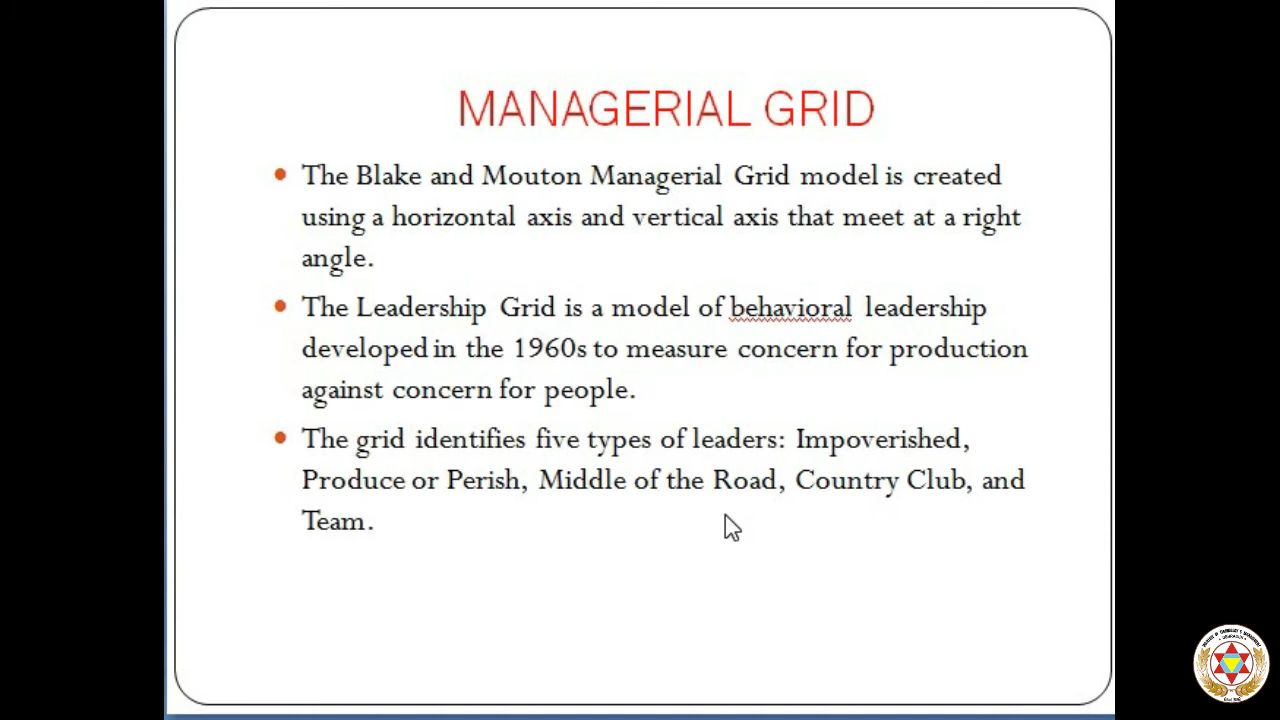 MANAGERIAL GRID
The Blake and Mouton Managerial Grid model is created
using a horizontal axis and vertical axis that meet at a right
angle.
The Leadership Grid is a model of behavioral leadership
developed in the 1960s to measure concern for production
against concern for people.
The grid identifies five types of leaders: Impoverished,
Produce or Perish, Middle of the Road, Country Club, and
Team.